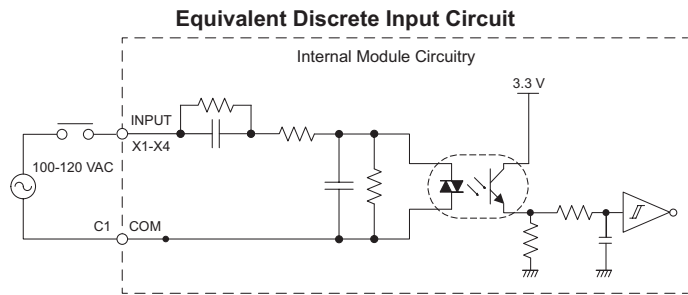 Equivalent Discrete Input Circuit
Internal Module Circuitry
3.3 V
INPUT
X1-X4
100-120 VAC
C1
COM